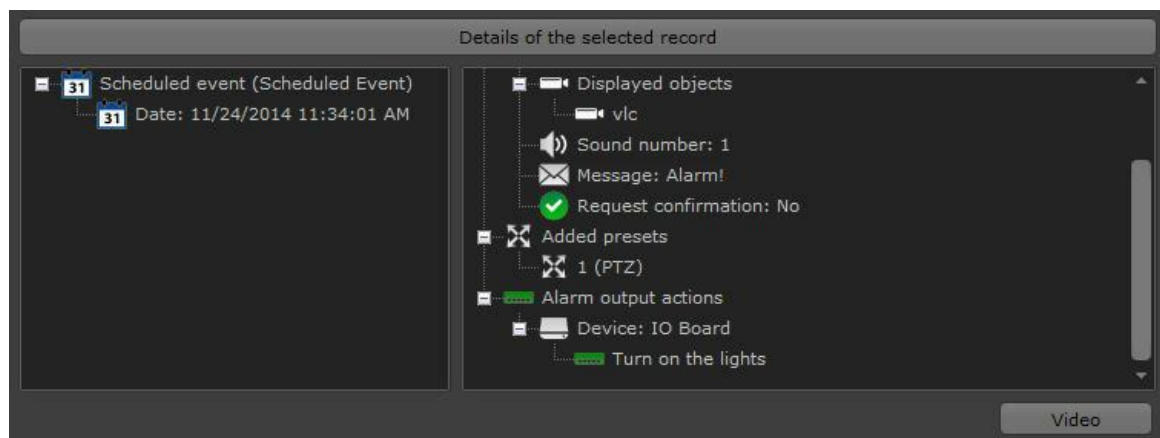 Details of the selected record
31 Scheduled event (Scheduled Event)
31 Date: 11/24/2014 11:34:01 AM
Displayed objects
vlc
Sound number: 1
Message: Alarm!
Request confirmation: No
Added presets
1 (PTZ)
Alarm output actions
Device: IO Board
Turn on the lights
Video